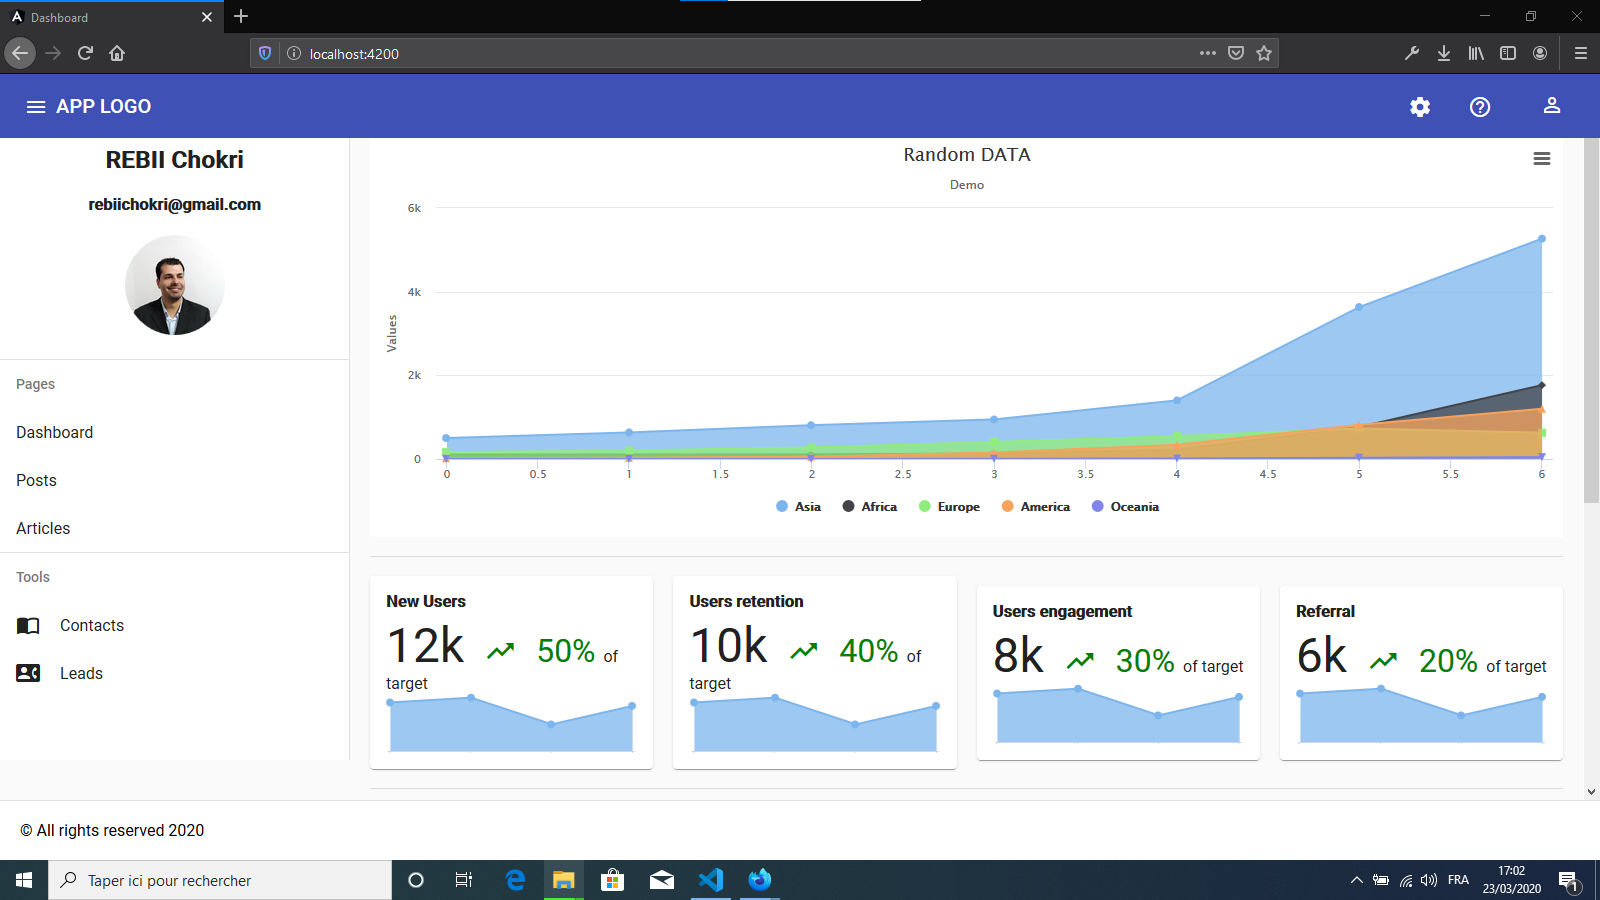 Dashboard
localhost:4200
APP LOGO
REBII Chokri
rebiichokri@gmail.com
Pages
Dashboard
Posts
Articles
Tools
Contacts
Leads
Random DATA
Demo
Values
6k
4k
2k
0
0 0.5 1 1.5 2 2.5 3 3.5 4 4.5 5 5.5 6
Asia Africa Europe America Oceania
New Users
12k 50% of
target
Users retention
10k 40% of
target
Users engagement
8k 30% of target
Referral
6k 20% of target
© All rights reserved 2020
Taper ici pour rechercher
FRA
17:02
23/03/2020
1